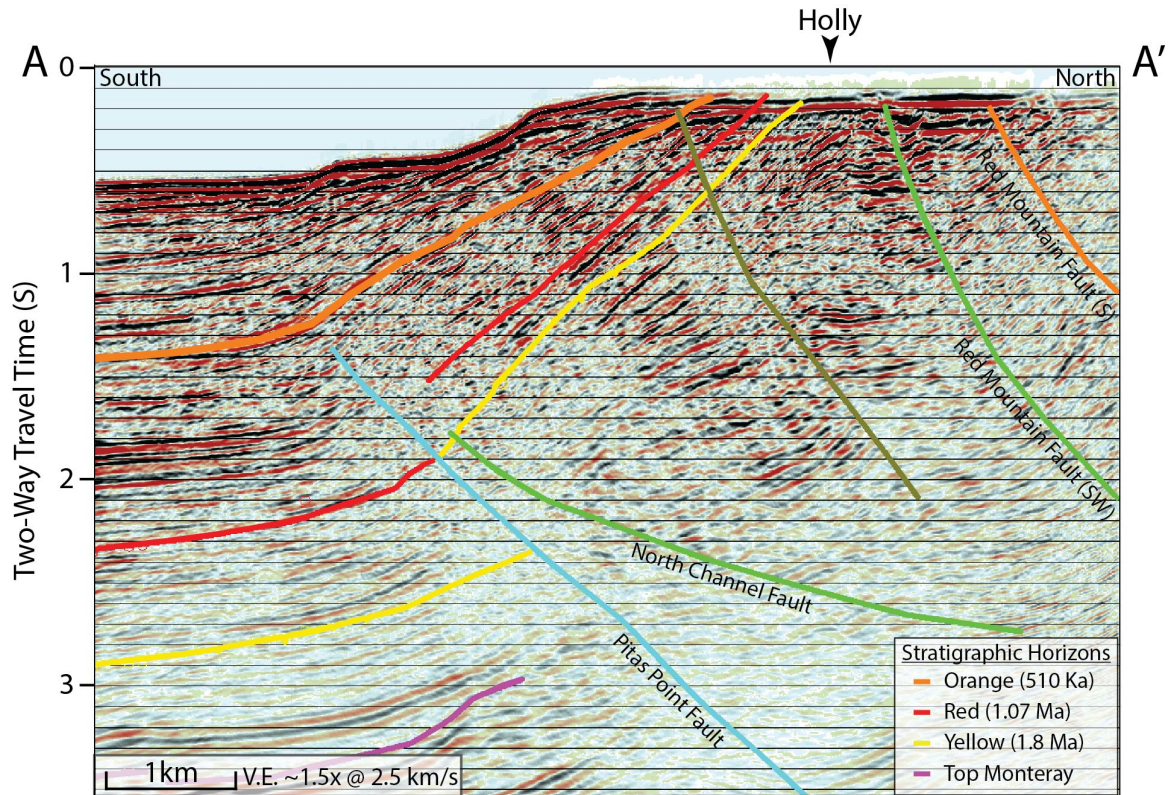 Holly
A
A'
0
South
North
1
2
3
Two-Way Travel Time (S)
Red Mountain Fault (S)
Red Mountain Fault (SW)
North Channel Fault
Pitas Point Fault
Stratigraphic Horizons
Orange (510 Ka)
Red (1.07 Ma)
Yellow (1.8 Ma)
Top Monteray
1km
V.E. ~1.5x @ 2.5 km/s